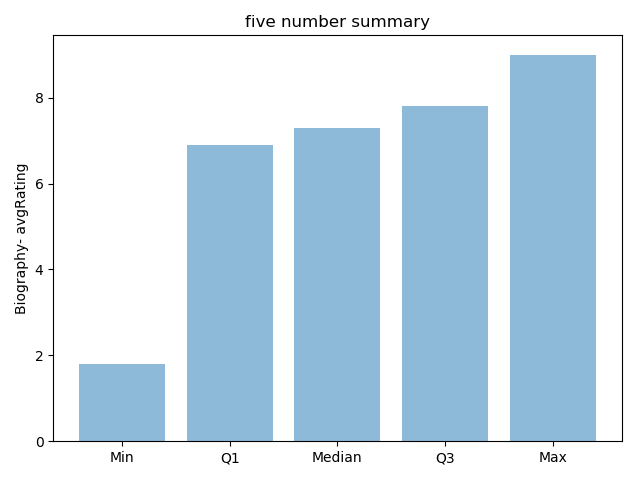 five number summary
Biography- avgRating
8
6
4
2
0
Min Q1 Median Q3 Max